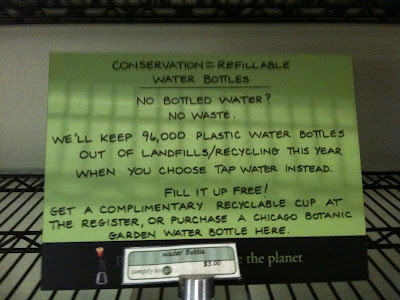 CONSERVATION = REFILLABLE
WATER BOTTLES
NO BOTTLED WATER?
NO WASTE.
WE'LL KEEP 96,000 PLASTIC WATER BOTTLES
OUT OF LANDFILLS/RECYCLING THIS YEAR
WHEN YOU CHOOSE TAP WATER INSTEAD.
FILL IT UP FREE!
GET A COMPLIMENTARY RECYCLABLE CUP AT
THE REGISTER, OR PURCHASE A CHICAGO BOTANIC
GARDEN WATER BOTTLE HERE.
the planet
Water Bottle
$5.00